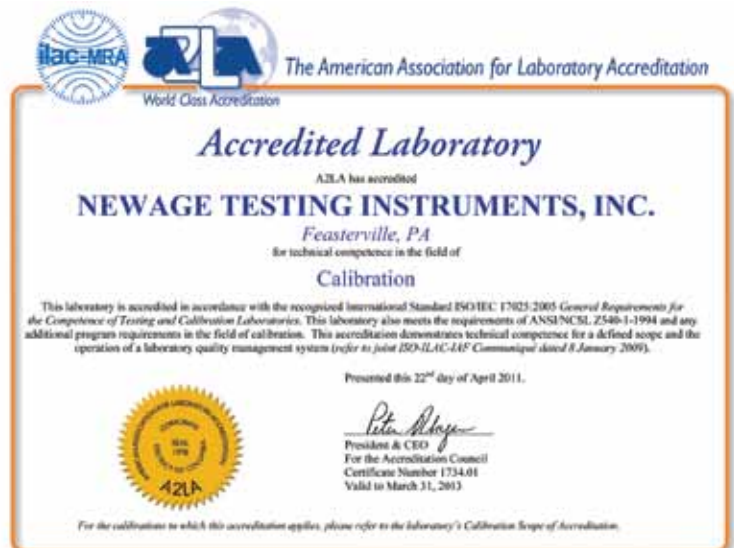 ilac-MRA
A2LA
World Class Accreditation
The American Association for Laboratory Accreditation
Accredited Laboratory
A2LA has accredited
NEWAGE TESTING INSTRUMENTS, INC.
Feasterville, PA
for technical competence in the field of
Calibration
This laboratory is accredited in accordance with the recognized International Standard ISO/IEC 17025:2005 General Requirements for
the Competence of Testing and Calibration Laboratories. This laboratory also meets the requirements of ANSI/NCSL Z540-1-1994 and any
additional program requirements in the field of calibration. This accreditation demonstrates technical competence for a defined scope and the
operation of a laboratory quality management system (refer to joint ISO-ILAC-IAF Communiqué dated 8 January 2009).
Presented this 22nd day of April 2011.
President & CEO
For the Accreditation Council
Certificate Number 1734.01
Valid to March 31, 2013
A2LA
For the calibrations to which this accreditation applies, please refer to the laboratory's Calibration Scope of Accreditation.